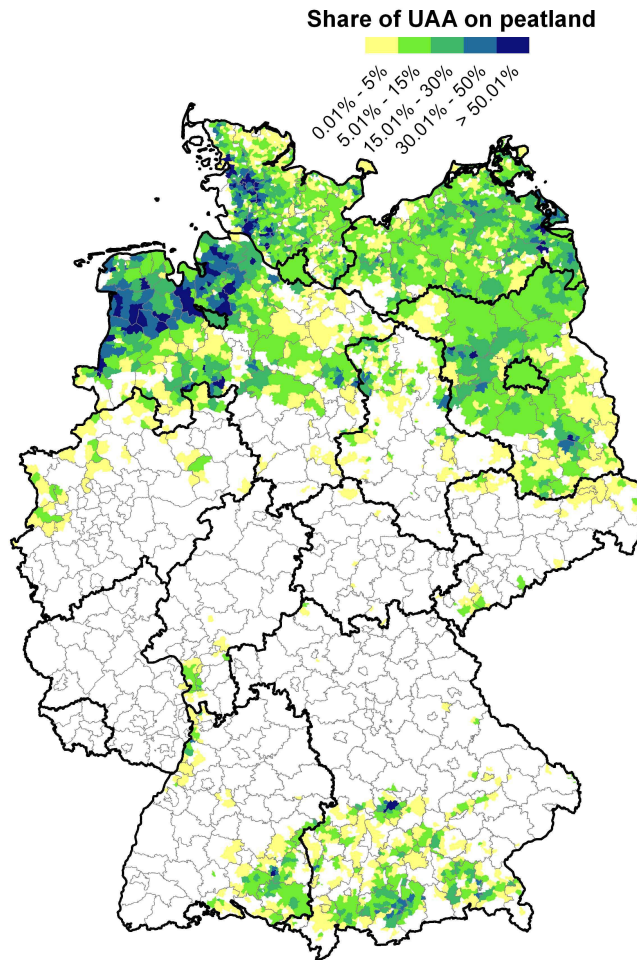 Share of UAA on peatland
0.01% - 5%
5.01% - 15%
15.01% - 30%
30.01% - 50%
> 50.01%